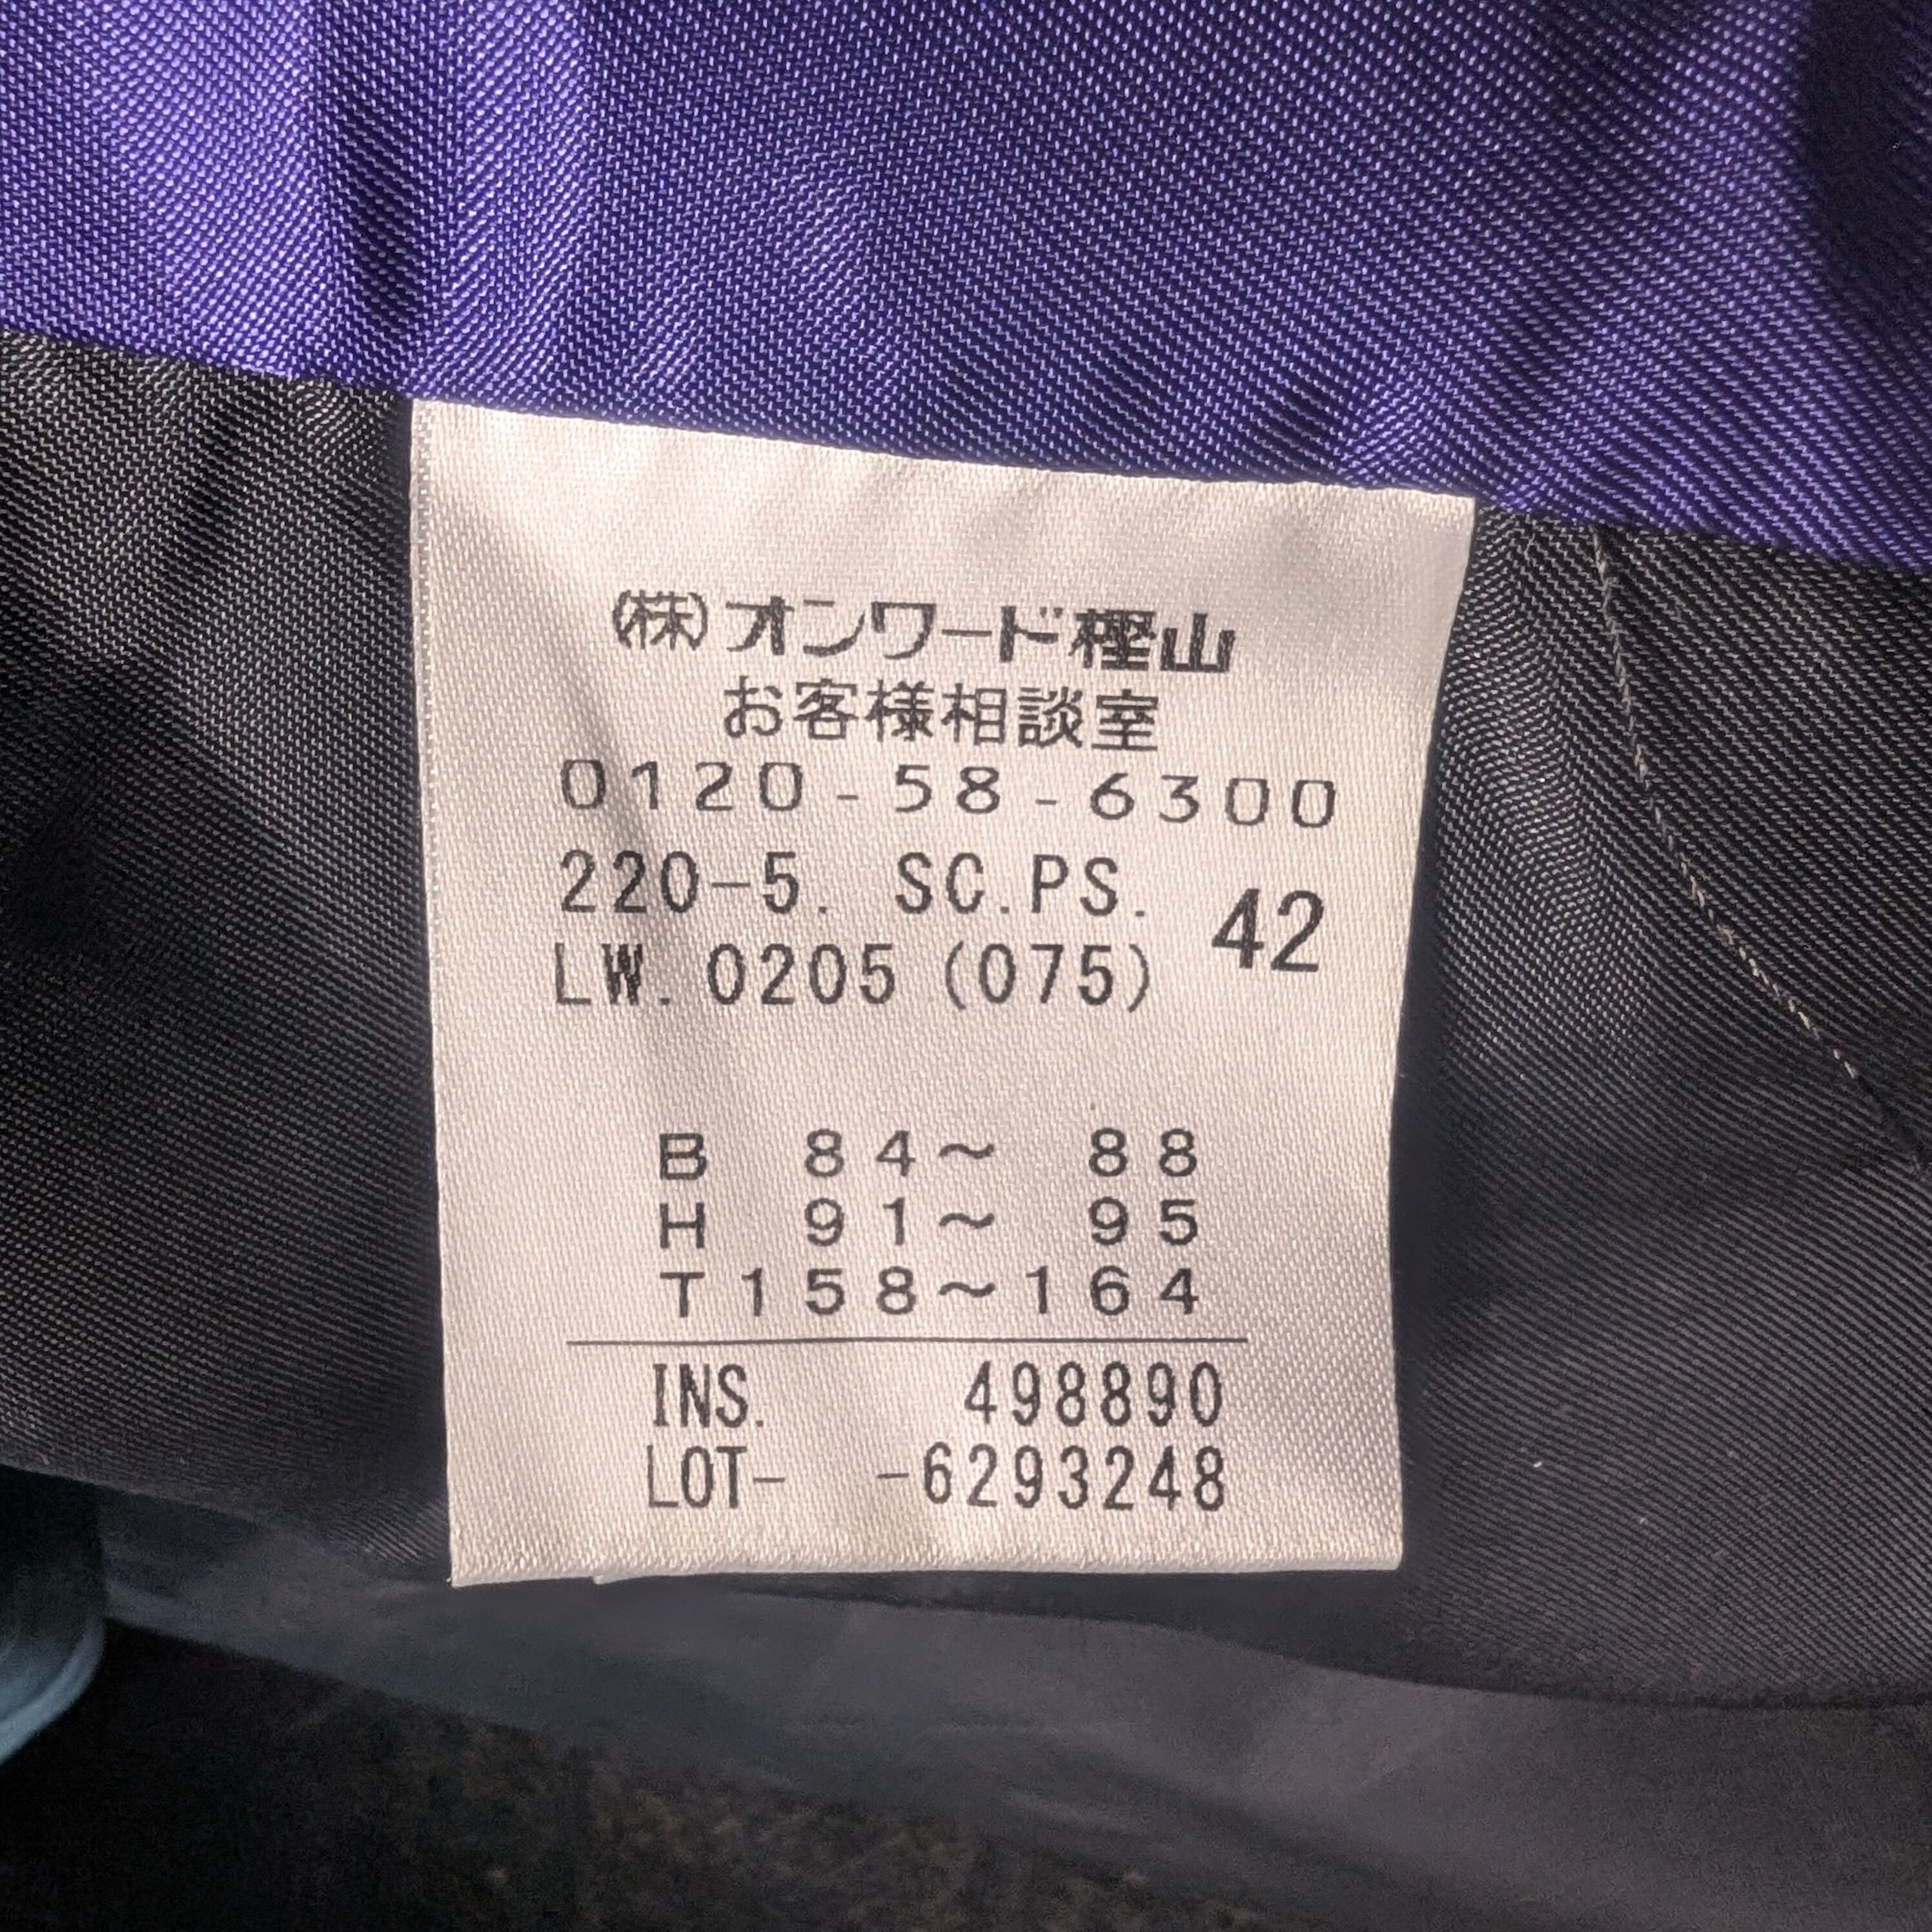 ㈱オンワード樫山
お客様相談室
0120-58-6300
220-5. SC.PS. 42
LW. 0205 (075)
B 84〜 88
H 91〜 95
T158〜164
INS. 498890
LOT- -6293248